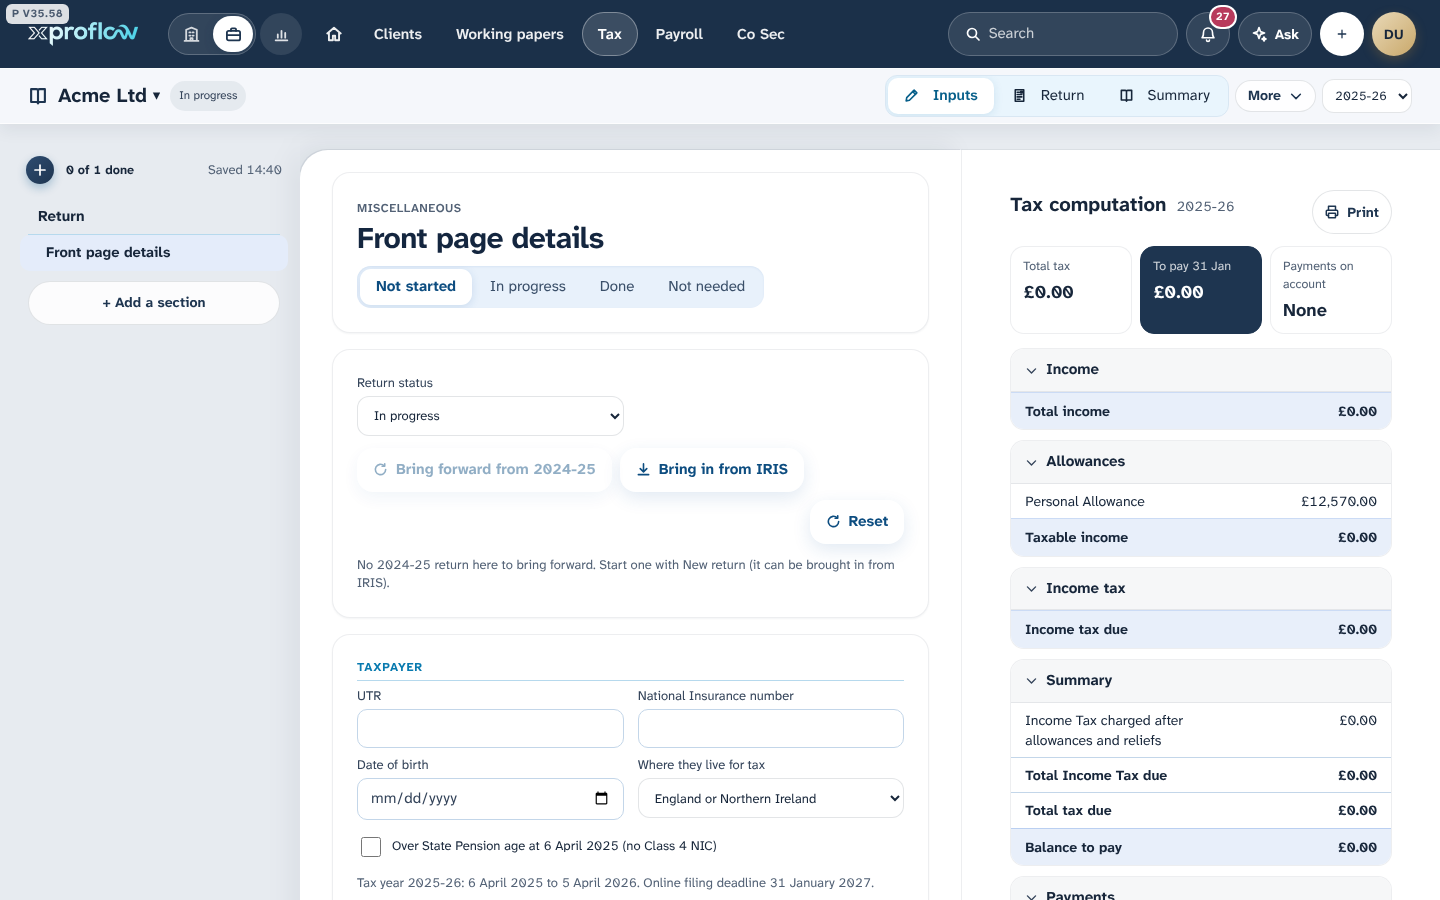 P V35.58
xproflow
Clients
Working papers
Tax
Payroll
Co Sec
Search
27
Ask
+
DU
Acme Ltd ▾
In progress
Inputs
Return
Summary
More
2025-26
+
0 of 1 done
Saved 14:40
Return
Front page details
+ Add a section
MISCELLANEOUS
Front page details
Not started
In progress
Done
Not needed
Return status
In progress
Bring forward from 2024-25
Bring in from IRIS
Reset
No 2024-25 return here to bring forward. Start one with New return (it can be brought in from
IRIS).
TAXPAYER
UTR
National Insurance number
Date of birth
Where they live for tax
mm/dd/yyyy
England or Northern Ireland
Over State Pension age at 6 April 2025 (no Class 4 NIC)
Tax year 2025-26: 6 April 2025 to 5 April 2026. Online filing deadline 31 January 2027.
Tax computation 2025-26
Print
Total tax
£0.00
To pay 31 Jan
£0.00
Payments on
account
None
Income
Total income £0.00
Allowances
Personal Allowance £12,570.00
Taxable income £0.00
Income tax
Income tax due £0.00
Summary
Income Tax charged after £0.00
allowances and reliefs
Total Income Tax due £0.00
Total tax due £0.00
Balance to pay £0.00
Payments